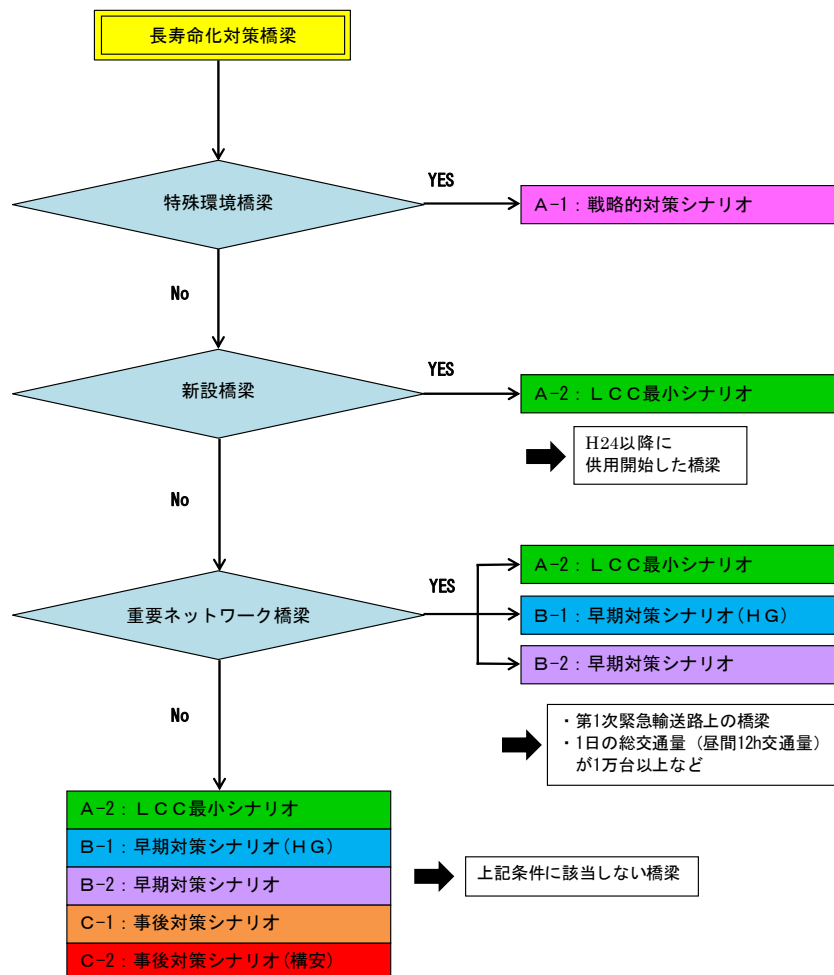 長寿命化対策橋梁
特殊環境橋梁
YES
A-1：戦略的対策シナリオ
No
新設橋梁
YES
A-2：ＬＣＣ最小シナリオ
H24以降に
供用開始した橋梁
No
重要ネットワーク橋梁
YES
A-2：ＬＣＣ最小シナリオ
B-1：早期対策シナリオ(ＨＧ)
B-2：早期対策シナリオ
・第1次緊急輸送路上の橋梁
・1日の総交通量（昼間12h交通量）
が1万台以上など
No
A-2：ＬＣＣ最小シナリオ
B-1：早期対策シナリオ(ＨＧ)
B-2：早期対策シナリオ
C-1：事後対策シナリオ
C-2：事後対策シナリオ(構安)
上記条件に該当しない橋梁